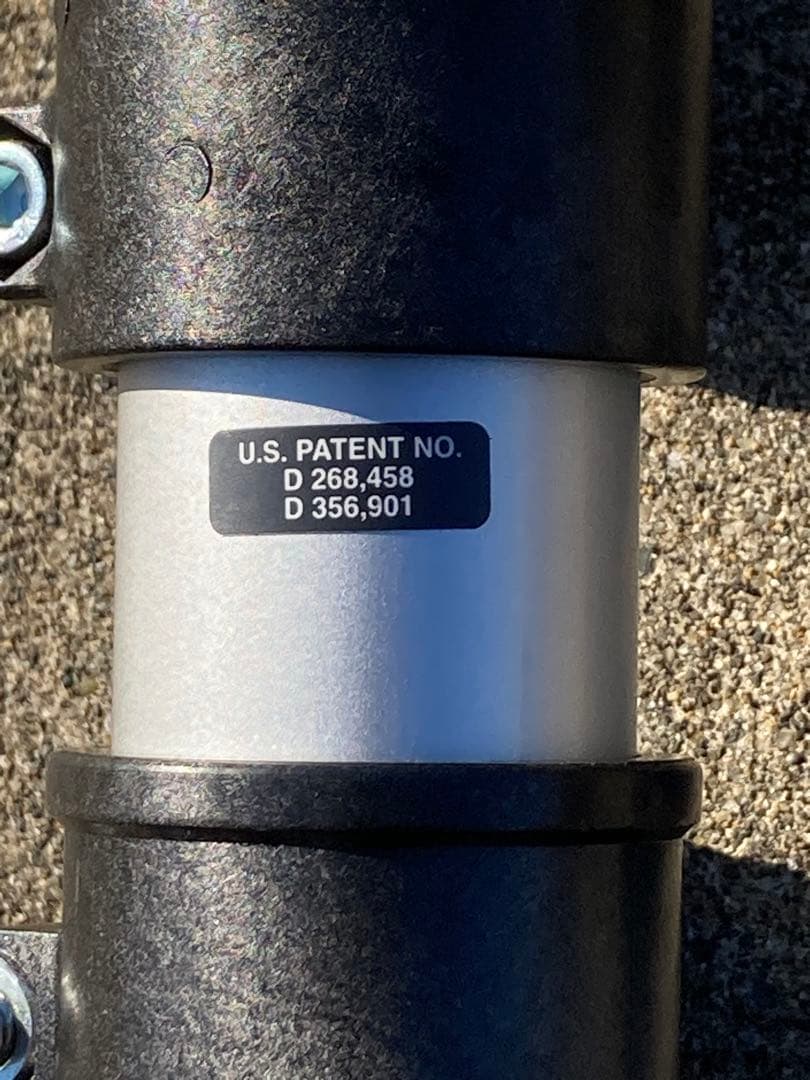 U.S. PATENT NO.
D 268,458
D 356,901